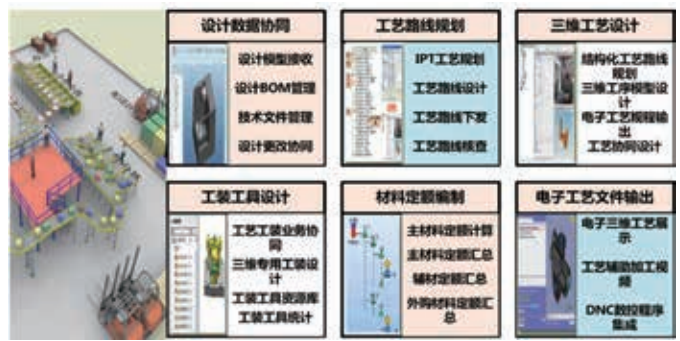 设计数据协同
设计模型接收
设计BOM管理
技术文件管理
设计更改协同
工艺路线规划
IPT工艺规划
工艺路线设计
工艺路线下发
工艺路线核查
三维工艺设计
结构化工艺路线
规划
三维工序模型设
计
电子工艺规程输
出
工艺协同设计
工装工具设计
工艺工装业务协
同
三维专用工装设
计
工装工具资源库
工装工具统计
材料定额编制
主材料定额计算
主材料定额汇总
辅材定额汇总
外购材料定额汇
总
电子工艺文件输出
电子三维工艺展
示
工艺辅助加工视
频
DNC数控程序
集成